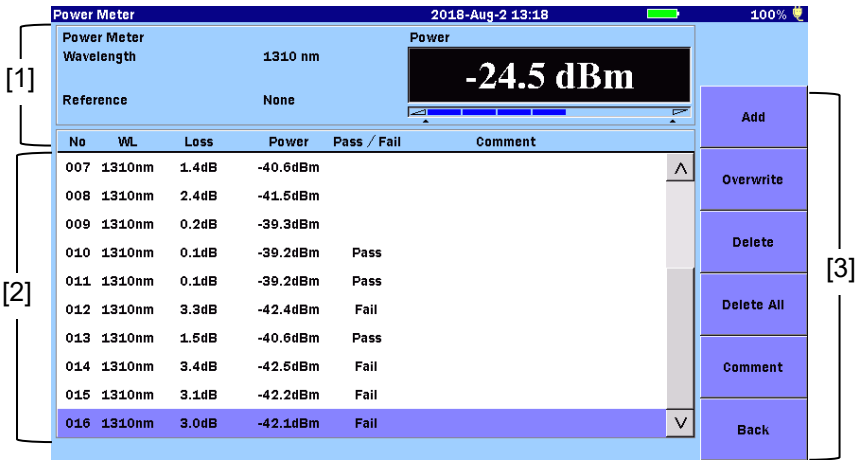 Power Meter 2018-Aug-2 13:18 100%
Power Meter Power
Wavelength 1310 nm
-24.5 dBm
Reference None
[1]
No WL Loss Power Pass / Fail Comment
007 1310nm 1.4dB -40.6dBm
008 1310nm 2.4dB -41.5dBm
009 1310nm 0.2dB -39.3dBm
010 1310nm 0.1dB -39.2dBm Pass
011 1310nm 0.1dB -39.2dBm Pass
012 1310nm 3.3dB -42.4dBm Fail
013 1310nm 1.5dB -40.6dBm Pass
014 1310nm 3.4dB -42.5dBm Fail
015 1310nm 3.1dB -42.2dBm Fail
016 1310nm 3.0dB -42.1dBm Fail
[2]
Add
Overwrite
Delete
Delete All
Comment
Back
[3]